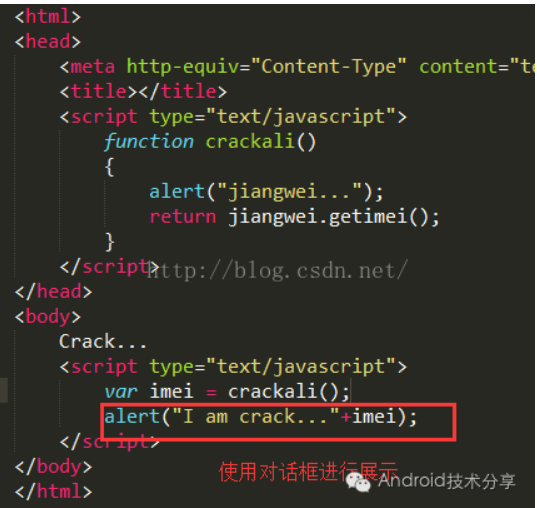 <html>
<head>
<meta http-equiv="Content-Type" content="te
<title></title>
<script type="text/javascript">
function crackali()
{
alert("jiangwei...");
return jiangwei.getimei();
}
</script>
http://blog.csdn.net/
</head>
<body>
Crack...
<script type="text/javascript">
var imei = crackali();
alert("I am crack..."+imei);
</script>
</body>
使用对话框进行展示
Android技术分享
</html>